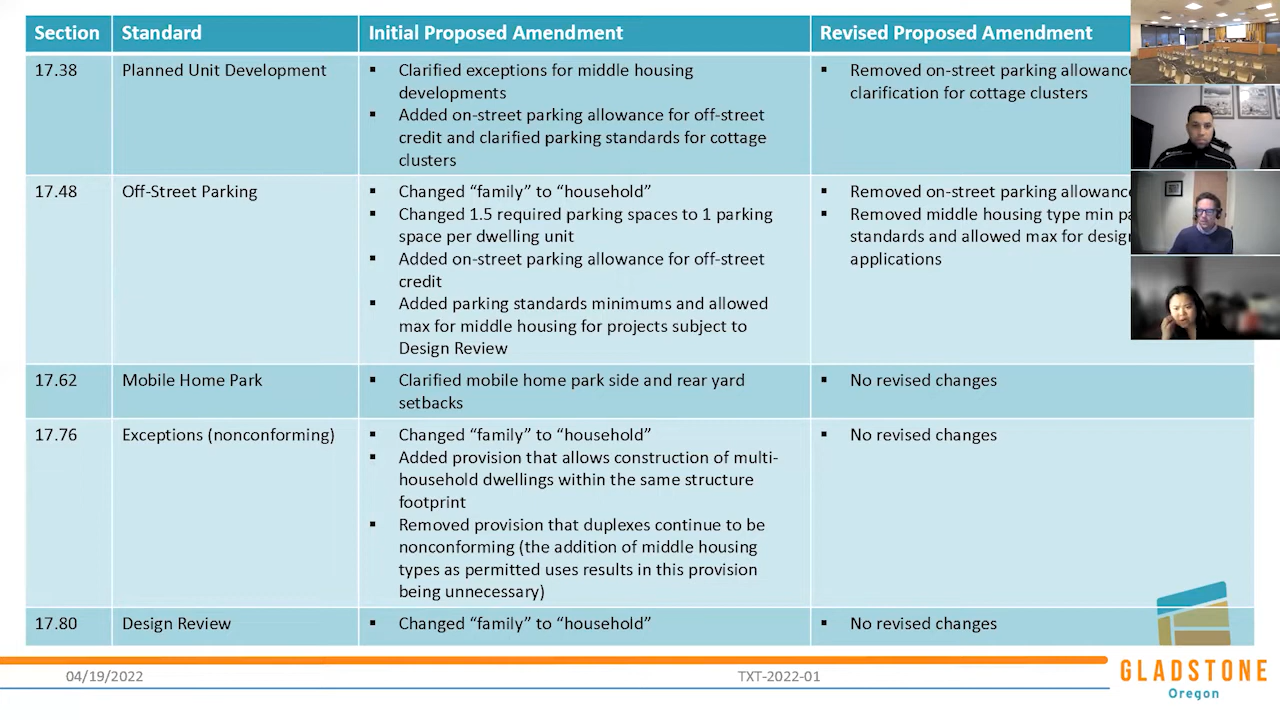 Section Standard Initial Proposed Amendment Revised Proposed Amendment
17.38 Planned Unit Development
▪ Clarified exceptions for middle housing
developments
▪ Added on-street parking allowance for off-street
credit and clarified parking standards for cottage
clusters
▪ Removed on-street parking allowance
clarification for cottage clusters
17.48 Off-Street Parking
▪ Changed “family” to “household”
▪ Changed 1.5 required parking spaces to 1 parking
space per dwelling unit
▪ Added on-street parking allowance for off-street
credit
▪ Added parking standards minimums and allowed
max for middle housing for projects subject to
Design Review
▪ Removed on-street parking allowance
▪ Removed middle housing type min
standards and allowed max for
applications
17.62 Mobile Home Park
▪ Clarified mobile home park side and rear yard
setbacks
▪ No revised changes
17.76 Exceptions (nonconforming)
▪ Changed “family” to “household”
▪ Added provision that allows construction of multi-
household dwellings within the same structure
footprint
▪ Removed provision that duplexes continue to be
nonconforming (the addition of middle housing
types as permitted uses results in this provision
being unnecessary)
▪ No revised changes
17.80 Design Review
▪ Changed “family” to “household”
▪ No revised changes
04/19/2022 TXT-2022-01
GLADSTONE
Oregon